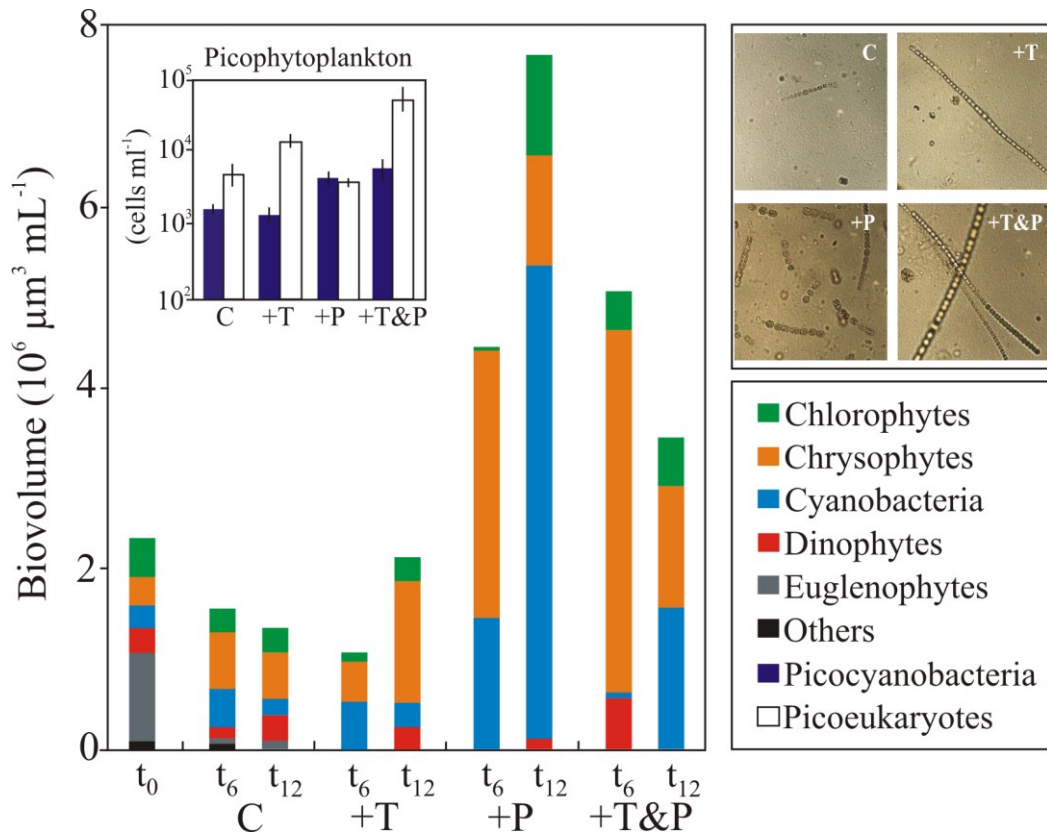 8
6
4
2
0
Biovolume (10⁶ µm³ mL⁻¹)
Picophytoplankton
10⁵
10⁴
10³
10²
(cells ml⁻¹)
C +T +P +T&P
t₀ t₆ t₁₂ t₆ t₁₂ t₆ t₁₂ t₆ t₁₂
C +T +P +T&P
C +T
+P +T&P
Chlorophytes
Chrysophytes
Cyanobacteria
Dinophytes
Euglenophytes
Others
Picocyanobacteria
Picoeukaryotes